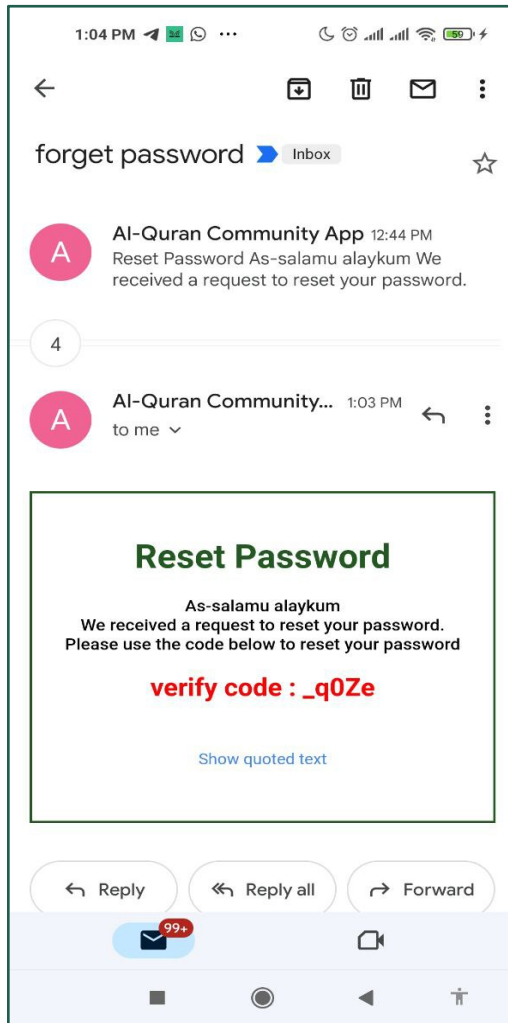 1:04 PM
59
forget password
Inbox
A
Al-Quran Community App 12:44 PM
Reset Password As-salamu alaykum We
received a request to reset your password.
4
A
Al-Quran Community... 1:03 PM
to me
Reset Password
As-salamu alaykum
We received a request to reset your password.
Please use the code below to reset your password
verify code : _q0Ze
Show quoted text
Reply
Reply all
Forward
99+